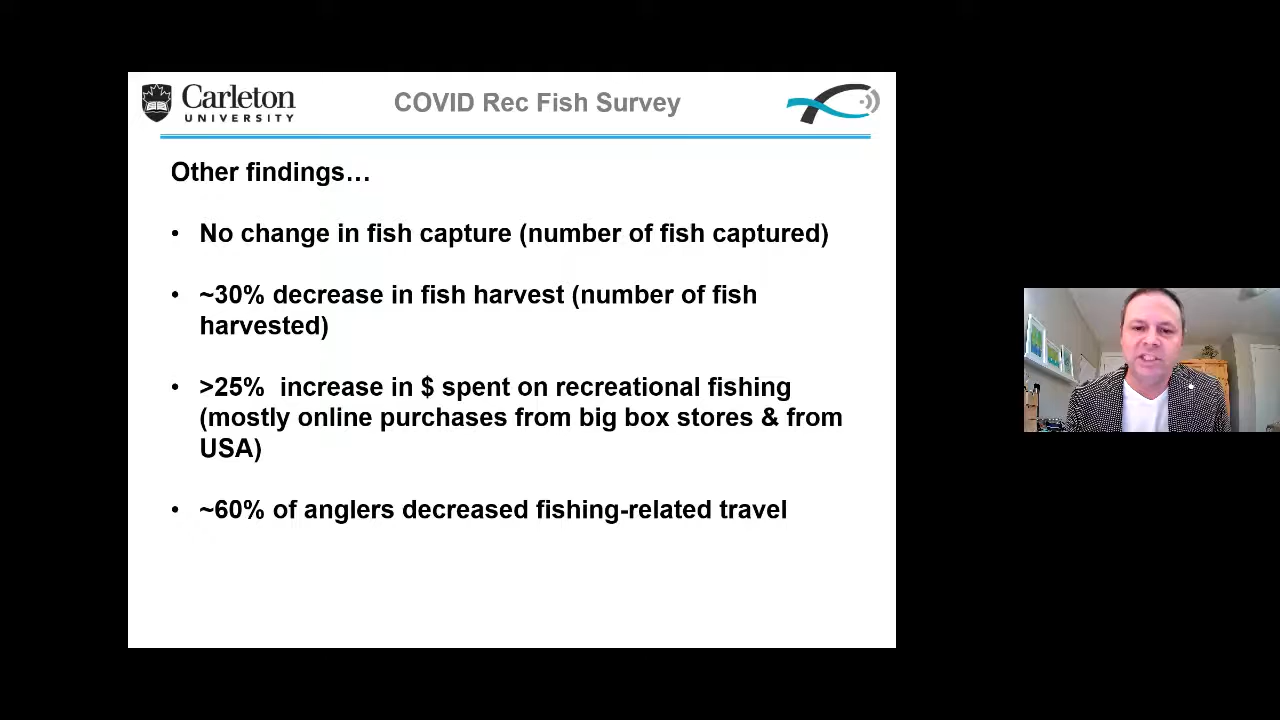 Carleton
UNIVERSITY
COVID Rec Fish Survey
Other findings…
• No change in fish capture (number of fish captured)
• ~30% decrease in fish harvest (number of fish
harvested)
• >25%  increase in $ spent on recreational fishing
(mostly online purchases from big box stores & from
USA)
• ~60% of anglers decreased fishing-related travel